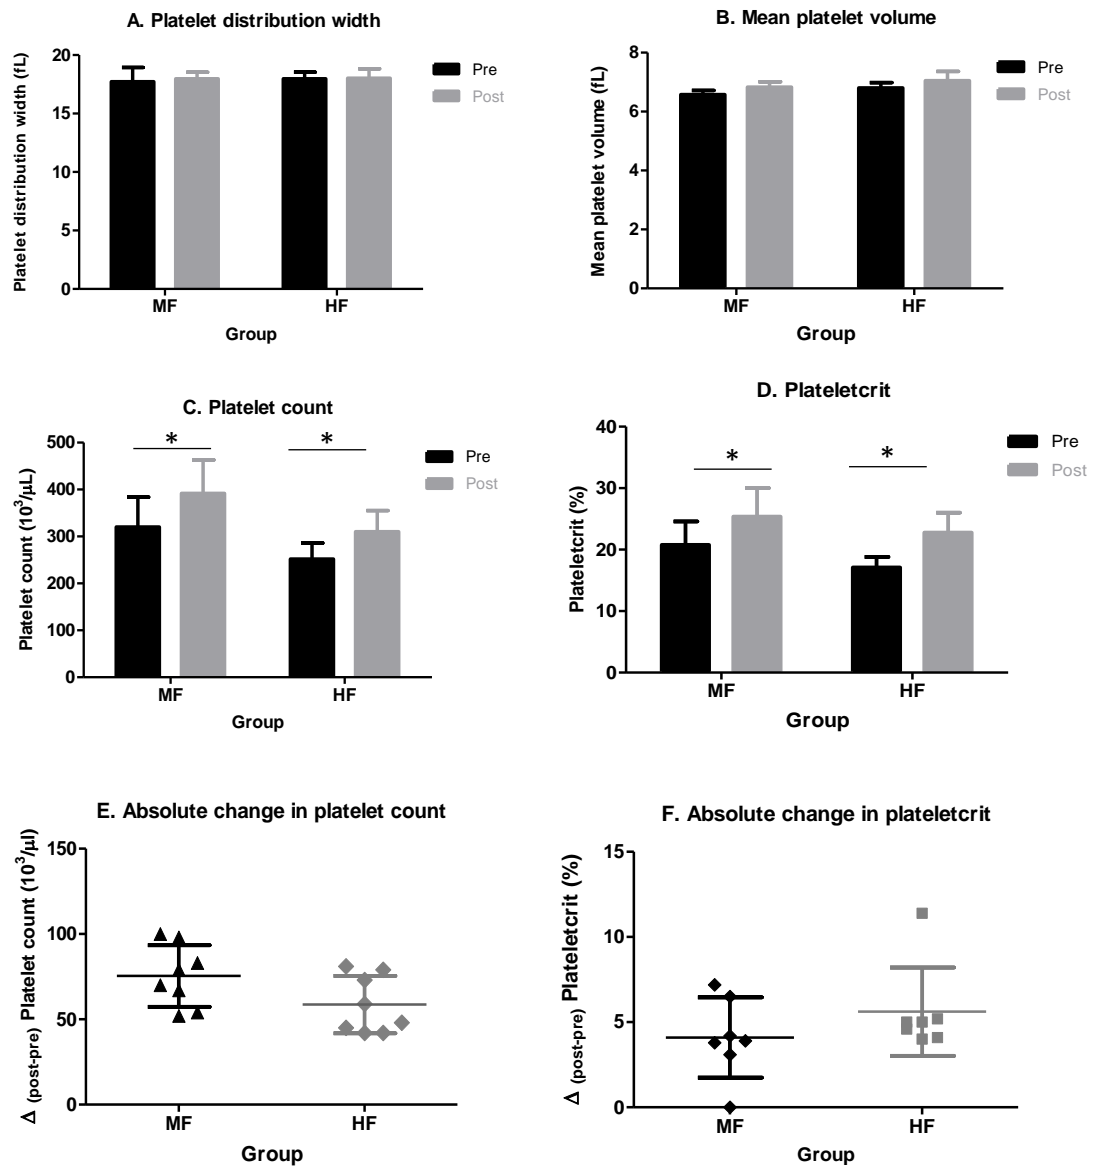 A. Platelet distribution width
Platelet distribution width (fL)
20
15
10
5
0
MF HF
Group
Pre
Post
B. Mean platelet volume
Mean platelet volume (fL)
8
6
4
2
0
MF HF
Group
Pre
Post
C. Platelet count
Platelet count (10³/μL)
500
400
300
200
100
0
* *
MF HF
Group
Pre
Post
D. Plateletcrit
Plateletcrit (%)
40
30
20
10
0
* *
MF HF
Group
Pre
Post
E. Absolute change in platelet count
Δ (post-pre) Platelet count (10³/μl)
150
100
50
0
MF HF
Group
F. Absolute change in plateletcrit
Δ (post-pre) Plateletcrit (%)
15
10
5
0
MF HF
Group